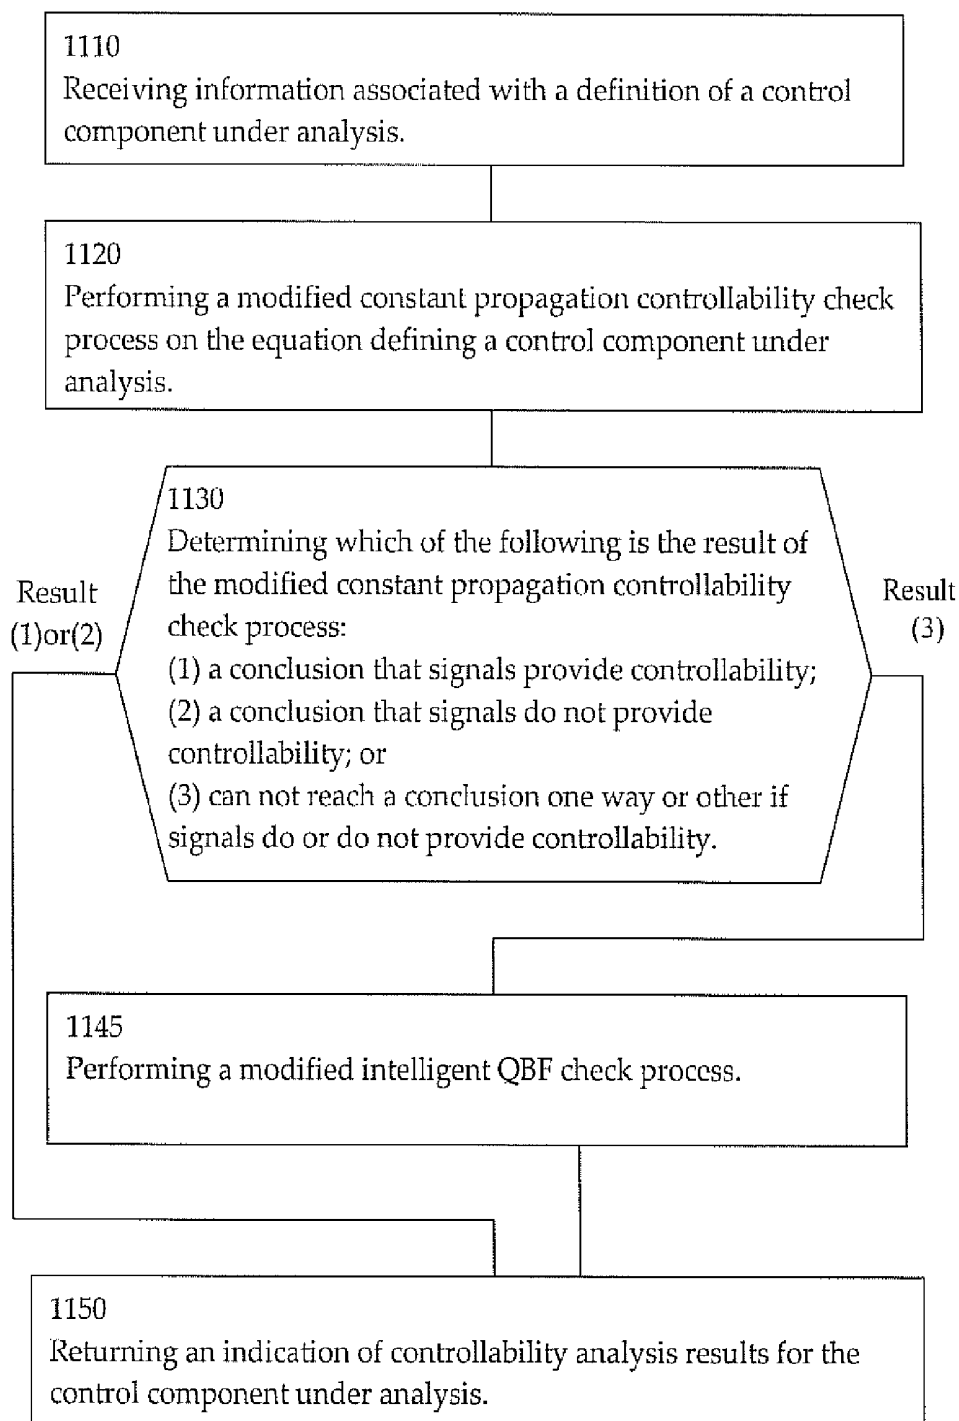 1110
Receiving information associated with a definition of a control
component under analysis.
1120
Performing a modified constant propagation controllability check
process on the equation defining a control component under
analysis.
1130
Determining which of the following is the result of
the modified constant propagation controllability
check process:
(1) a conclusion that signals provide controllability;
(2) a conclusion that signals do not provide
controllability; or
(3) can not reach a conclusion one way or other if
signals do or do not provide controllability.
Result
(1)or(2)
Result
(3)
1145
Performing a modified intelligent QBF check process.
1150
Returning an indication of controllability analysis results for the
control component under analysis.